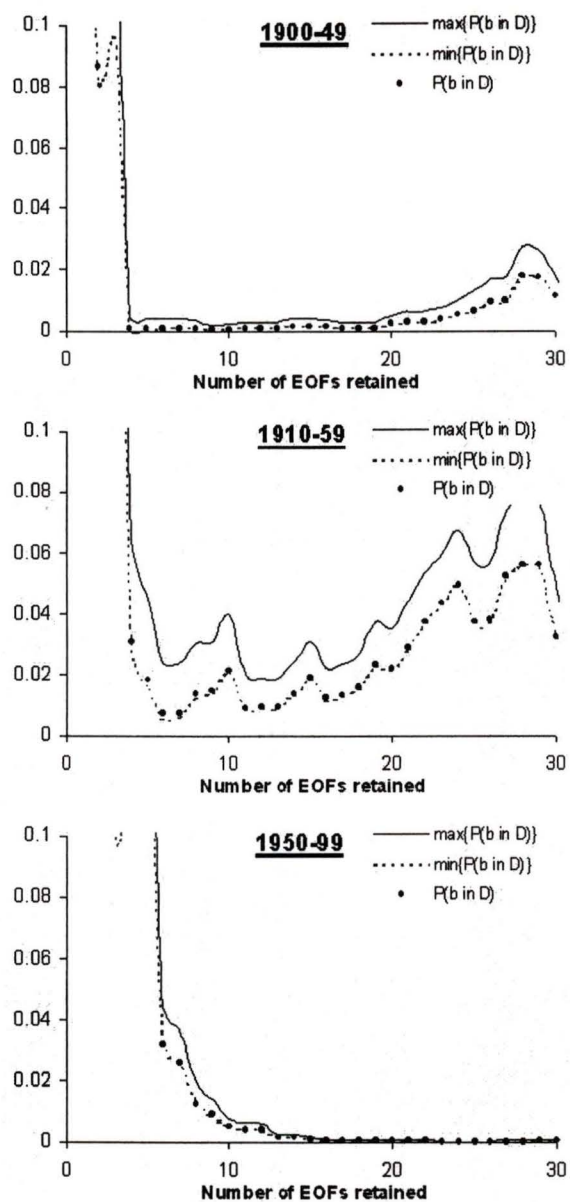 1900-49
max{P(b in D)}
min{P(b in D)}
P(b in D)
0.1
0.08
0.06
0.04
0.02
0
0 10 20 30
Number of EOFs retained
1910-59
max{P(b in D)}
min{P(b in D)}
P(b in D)
0.1
0.08
0.06
0.04
0.02
0
0 10 20 30
Number of EOFs retained
1950-99
max{P(b in D)}
min{P(b in D)}
P(b in D)
0.1
0.08
0.06
0.04
0.02
0
0 10 20 30
Number of EOFs retained